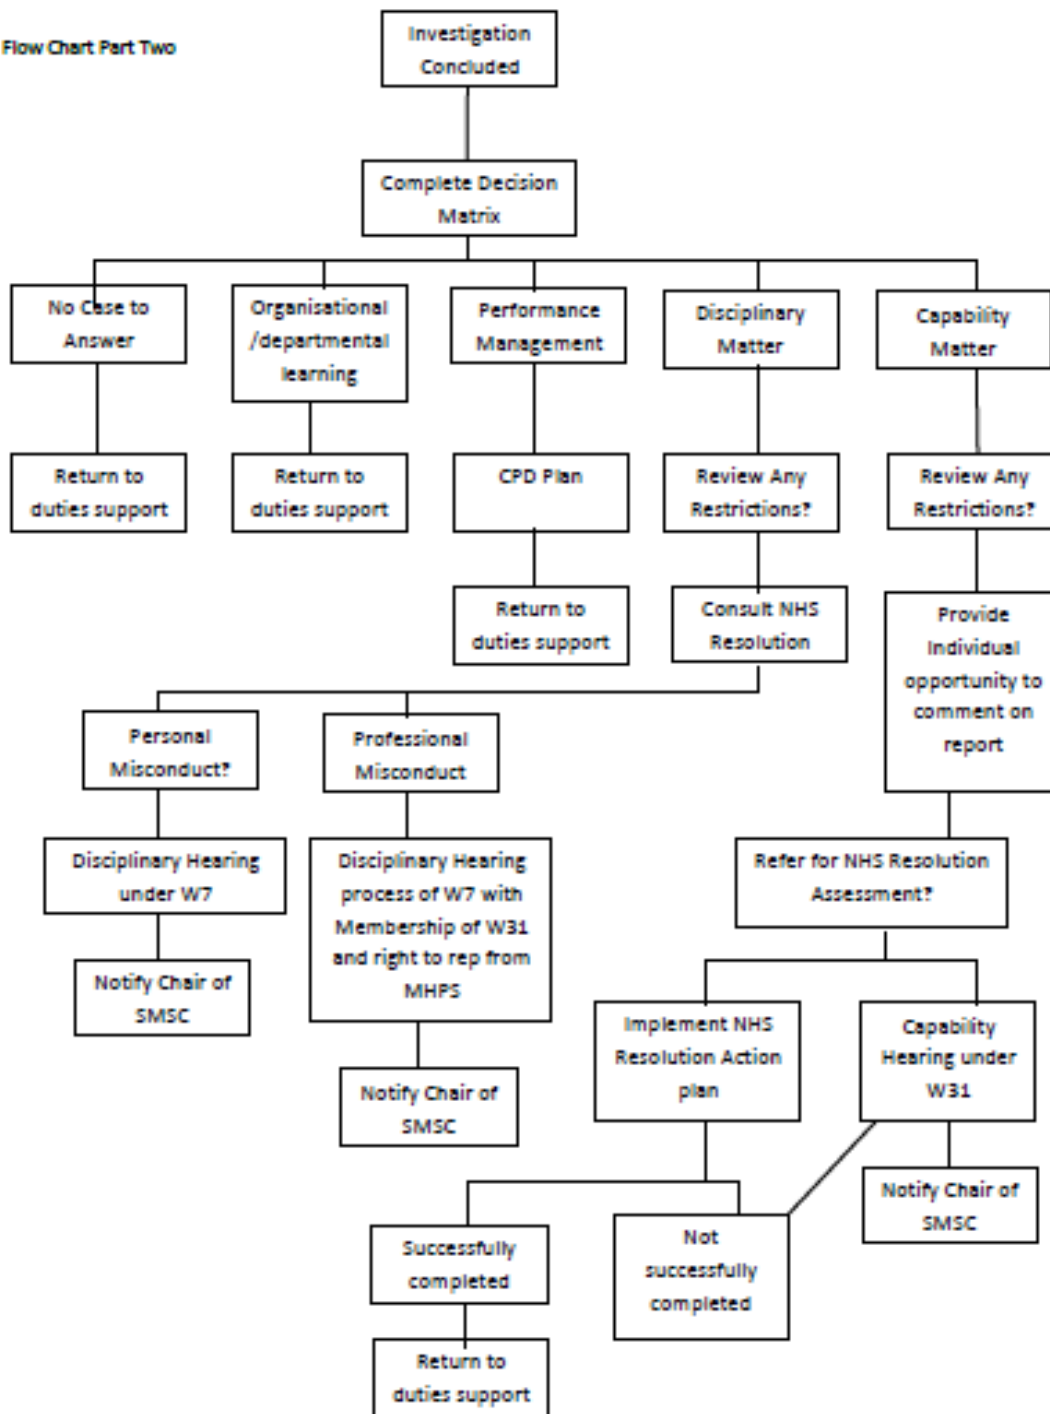 Flow Chart Part Two
Investigation
Concluded
Complete Decision
Matrix
No Case to
Answer
Organisational
/departmental
learning
Performance
Management
Disciplinary
Matter
Capability
Matter
Return to
duties support
Return to
duties support
CPD Plan
Review Any
Restrictions?
Review Any
Restrictions?
Return to
duties support
Consult NHS
Resolution
Provide
Individual
opportunity to
comment on
report
Personal
Misconduct?
Professional
Misconduct
Disciplinary Hearing
under W7
Disciplinary Hearing
process of W7 with
Membership of W31
and right to rep from
MHPS
Refer for NHS Resolution
Assessment?
Notify Chair of
SMSC
Notify Chair of
SMSC
Implement NHS
Resolution Action
plan
Capability
Hearing under
W31
Notify Chair of
SMSC
Successfully
completed
Not
successfully
completed
Return to
duties support